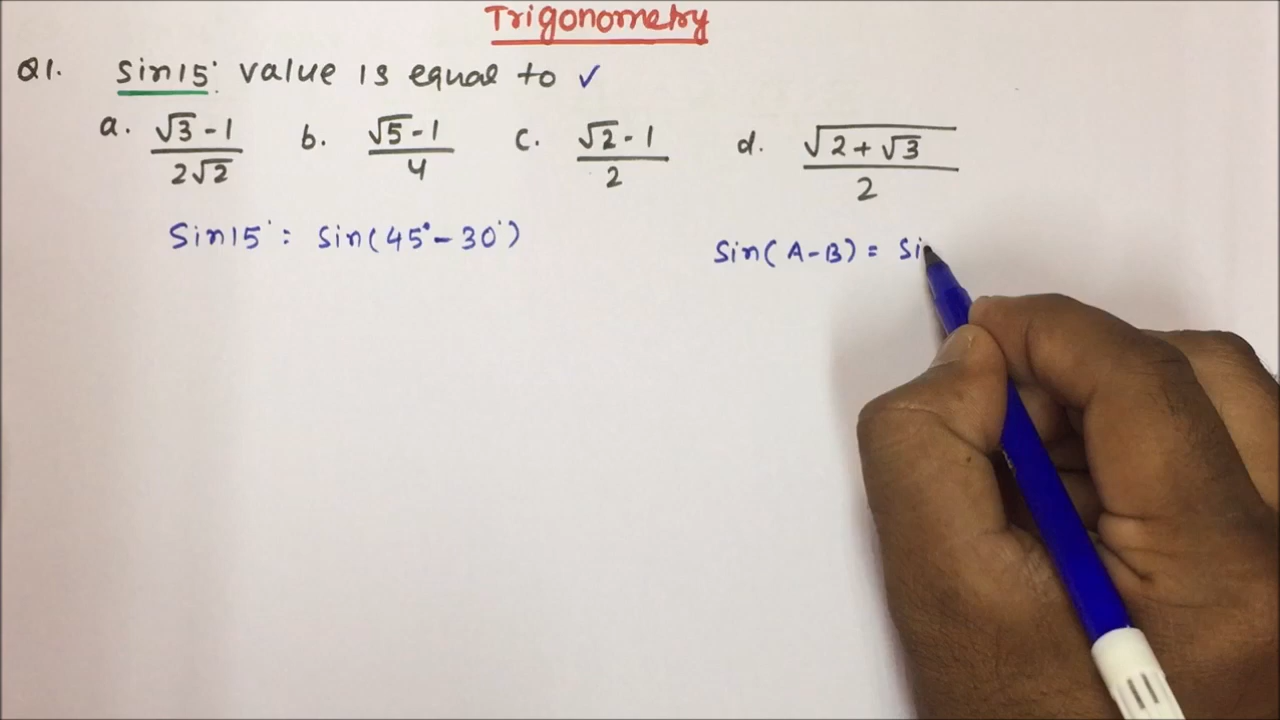 Trigonometry
Q1. Sin15° value is equal to ✓
a. (√3-1)/(2√2) b. (√5-1)/4 c. (√2-1)/2 d. √(2+√3)/2
Sin15° = Sin(45°-30°)
Sin(A-B) = Si